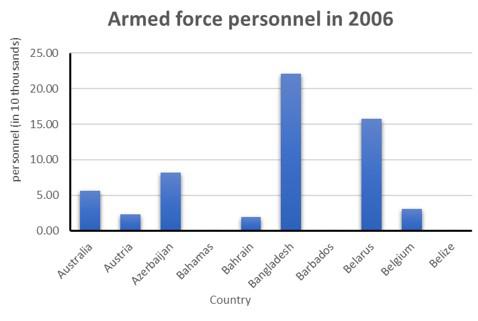 Armed force personnel in 2006
personnel (in 10 thousands)
25.00
20.00
15.00
10.00
5.00
0.00
Australia
Austria
Azerbaijan
Bahamas
Bahrain
Bangladesh
Barbados
Belarus
Belgium
Belize
Country